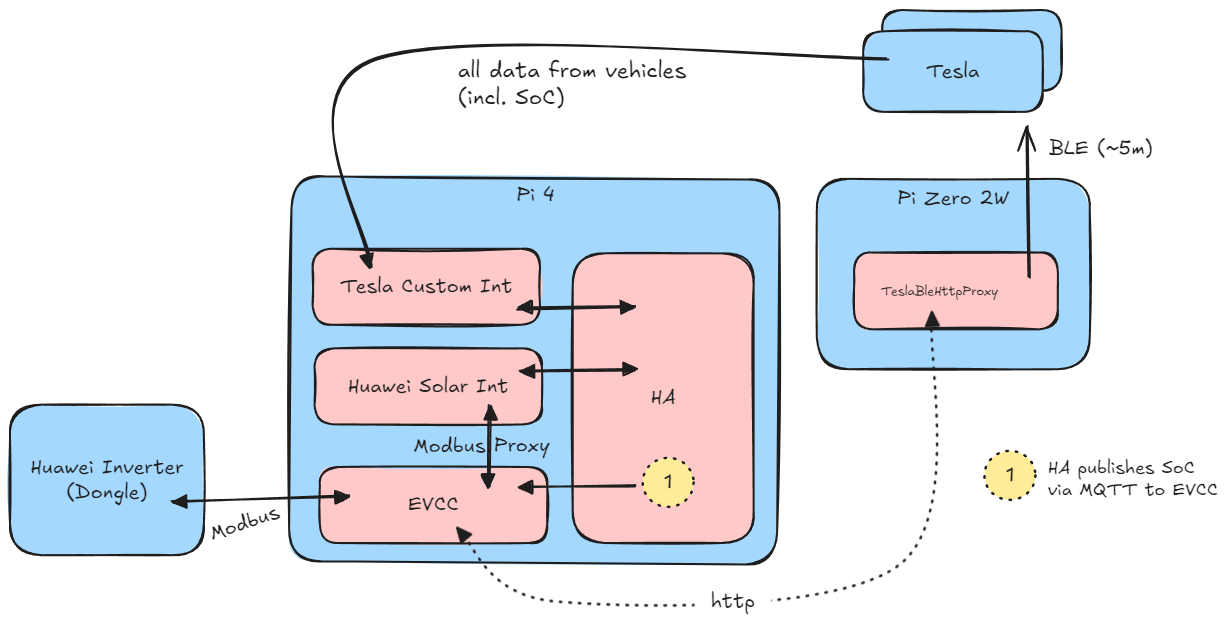 Tesla
all data from vehicles
(incl. SoC)
BLE (~5m)
Pi 4
Pi Zero 2W
Tesla Custom Int
TeslaBleHttpProxy
Huawei Solar Int
HA
Modbus Proxy
Huawei Inverter
(Dongle)
Modbus
EVCC
1
1
HA publishes SoC
via MQTT to EVCC
http